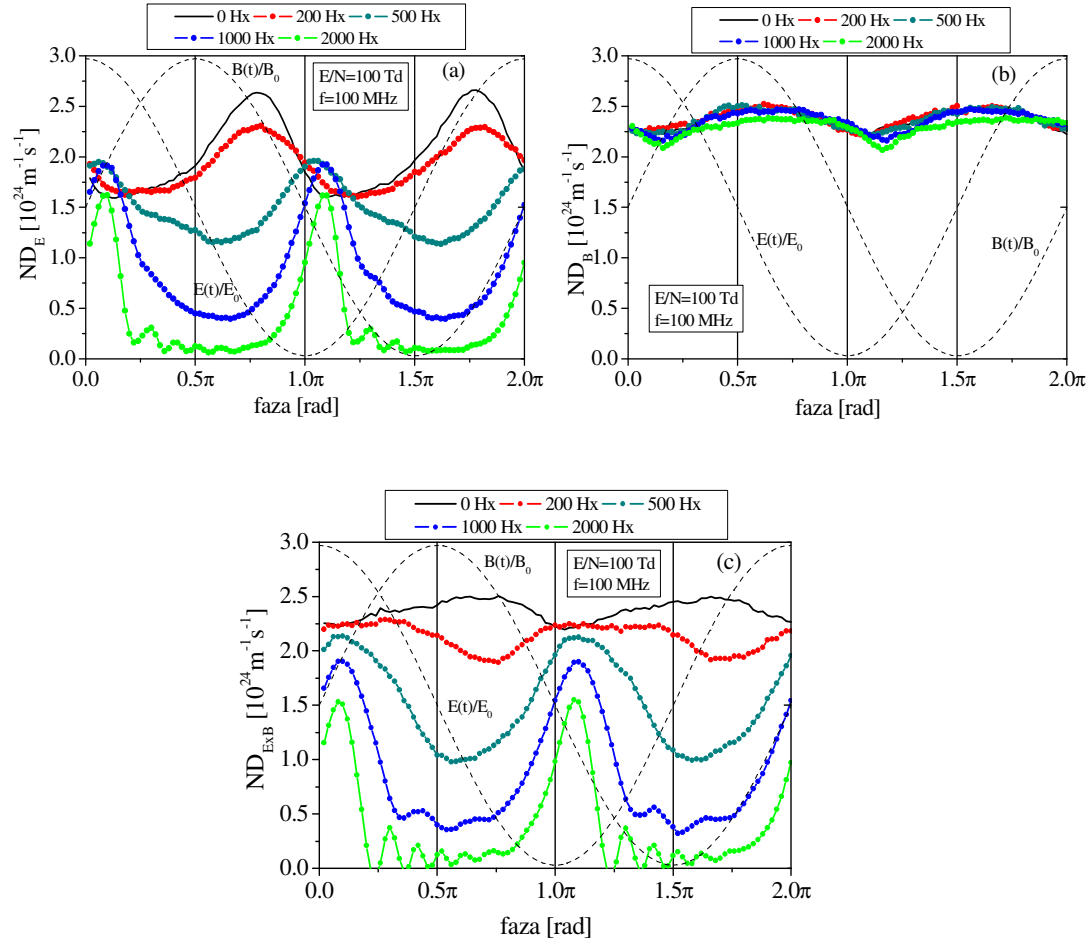 0 Hx 200 Hx 500 Hx
1000 Hx 2000 Hx
3.0
2.5
2.0
1.5
1.0
0.5
0.0
ND_E [10^24 m^-1 s^-1]
B(t)/B_0
E/N=100 Td
f=100 MHz
(a)
E(t)/E_0
0.0 0.5π 1.0π 1.5π 2.0π
faza [rad]
0 Hx 200 Hx 500 Hx
1000 Hx 2000 Hx
3.0
2.5
2.0
1.5
1.0
0.5
0.0
ND_B [10^24 m^-1 s^-1]
(b)
E(t)/E_0
B(t)/B_0
E/N=100 Td
f=100 MHz
0.0 0.5π 1.0π 1.5π 2.0π
faza [rad]
0 Hx 200 Hx 500 Hx
1000 Hx 2000 Hx
3.0
2.5
2.0
1.5
1.0
0.5
0.0
ND_ExB [10^24 m^-1 s^-1]
B(t)/B_0
E/N=100 Td
f=100 MHz
(c)
E(t)/E_0
0.0 0.5π 1.0π 1.5π 2.0π
faza [rad]